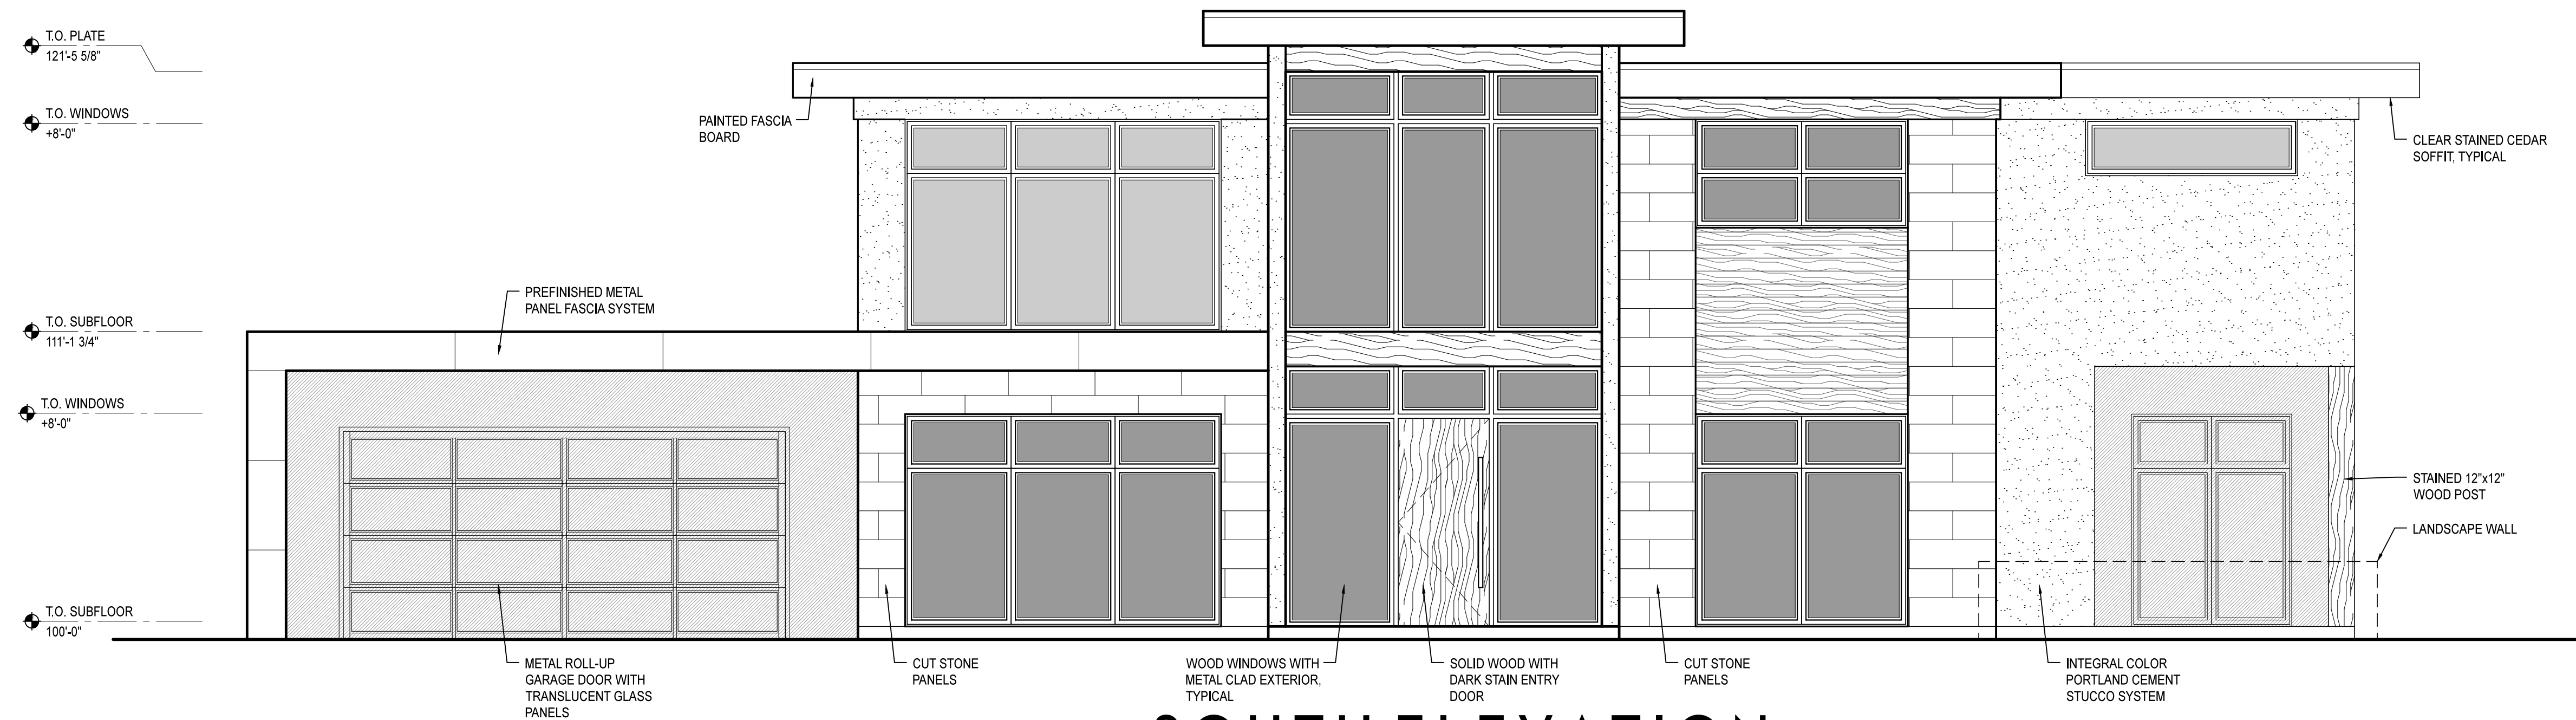 T.O. PLATE
121'-5 5/8"
T.O. WINDOWS
+8'-0"
T.O. SUBFLOOR
111'-1 3/4"
T.O. WINDOWS
+8'-0"
T.O. SUBFLOOR
100'-0"
PAINTED FASCIA
BOARD
PREFINISHED METAL
PANEL FASCIA SYSTEM
CLEAR STAINED CEDAR
SOFFIT, TYPICAL
STAINED 12"x12"
WOOD POST
LANDSCAPE WALL
METAL ROLL-UP
GARAGE DOOR WITH
TRANSLUCENT GLASS
PANELS
CUT STONE
PANELS
WOOD WINDOWS WITH
METAL CLAD EXTERIOR,
TYPICAL
SOLID WOOD WITH
DARK STAIN ENTRY
DOOR
CUT STONE
PANELS
INTEGRAL COLOR
PORTLAND CEMENT
STUCCO SYSTEM
SOUTH ELEVATION